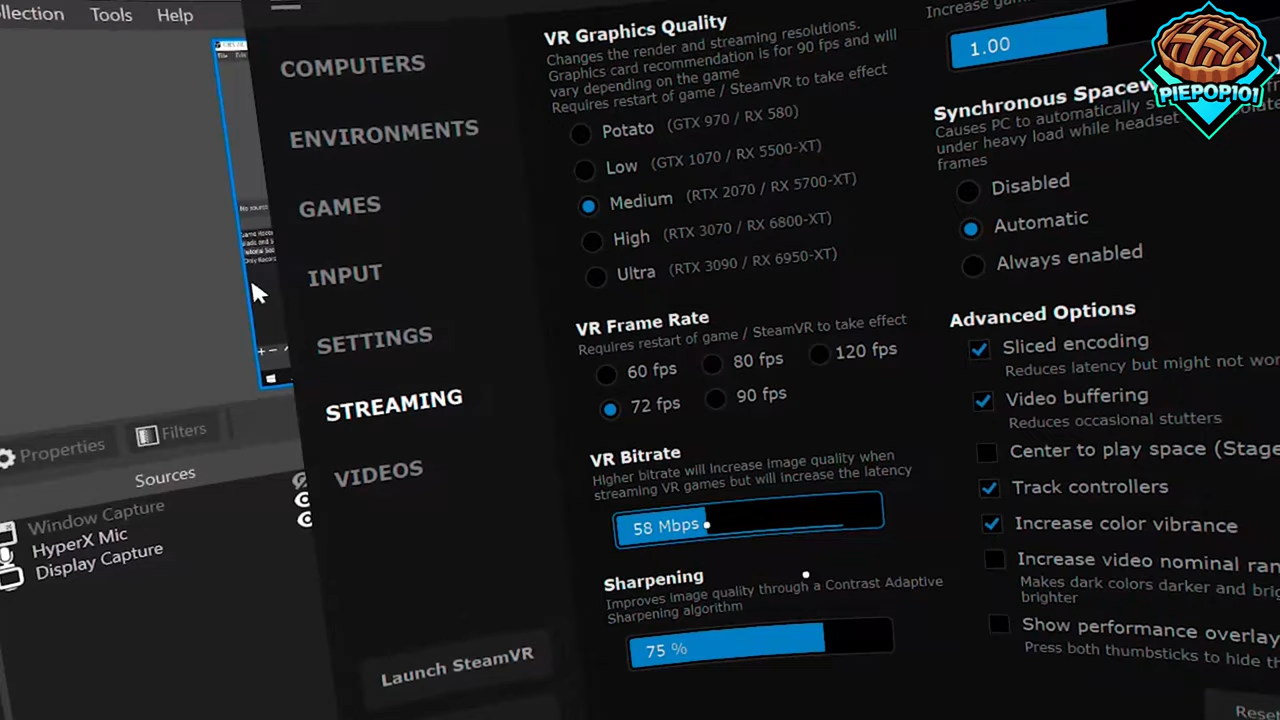 ollection Tools Help
Properties
Filters
Sources
Window Capture
HyperX Mic
Display Capture
COMPUTERS
ENVIRONMENTS
GAMES
INPUT
SETTINGS
STREAMING
VIDEOS
Launch SteamVR
VR Graphics Quality
Changes the render and streaming resolutions.
Graphics card recommendation is for 90 fps and will
vary depending on the game
Requires restart of game / SteamVR to take effect
Potato (GTX 970 / RX 580)
Low (GTX 1070 / RX 5500-XT)
Medium (RTX 2070 / RX 5700-XT)
High (RTX 3070 / RX 6800-XT)
Ultra (RTX 3090 / RX 6950-XT)
VR Frame Rate
Requires restart of game / SteamVR to take effect
60 fps 80 fps 120 fps
72 fps 90 fps
VR Bitrate
Higher bitrate will increase image quality when
streaming VR games but will increase the latency
58 Mbps
Sharpening
Improves image quality through a Contrast Adaptive
Sharpening algorithm
75 %
Increase gam
1.00
Synchronous Spacew
Causes PC to automatically s
under heavy load while headset
frames
Disabled
Automatic
Always enabled
Advanced Options
Sliced encoding
Reduces latency but might not wor
Video buffering
Reduces occasional stutters
Center to play space (Stage
Track controllers
Increase color vibrance
Increase video nominal ran
Makes dark colors darker and brig
brighter
Show performance overlay
Press both thumbsticks to hide th
Reset
PIEPOP101